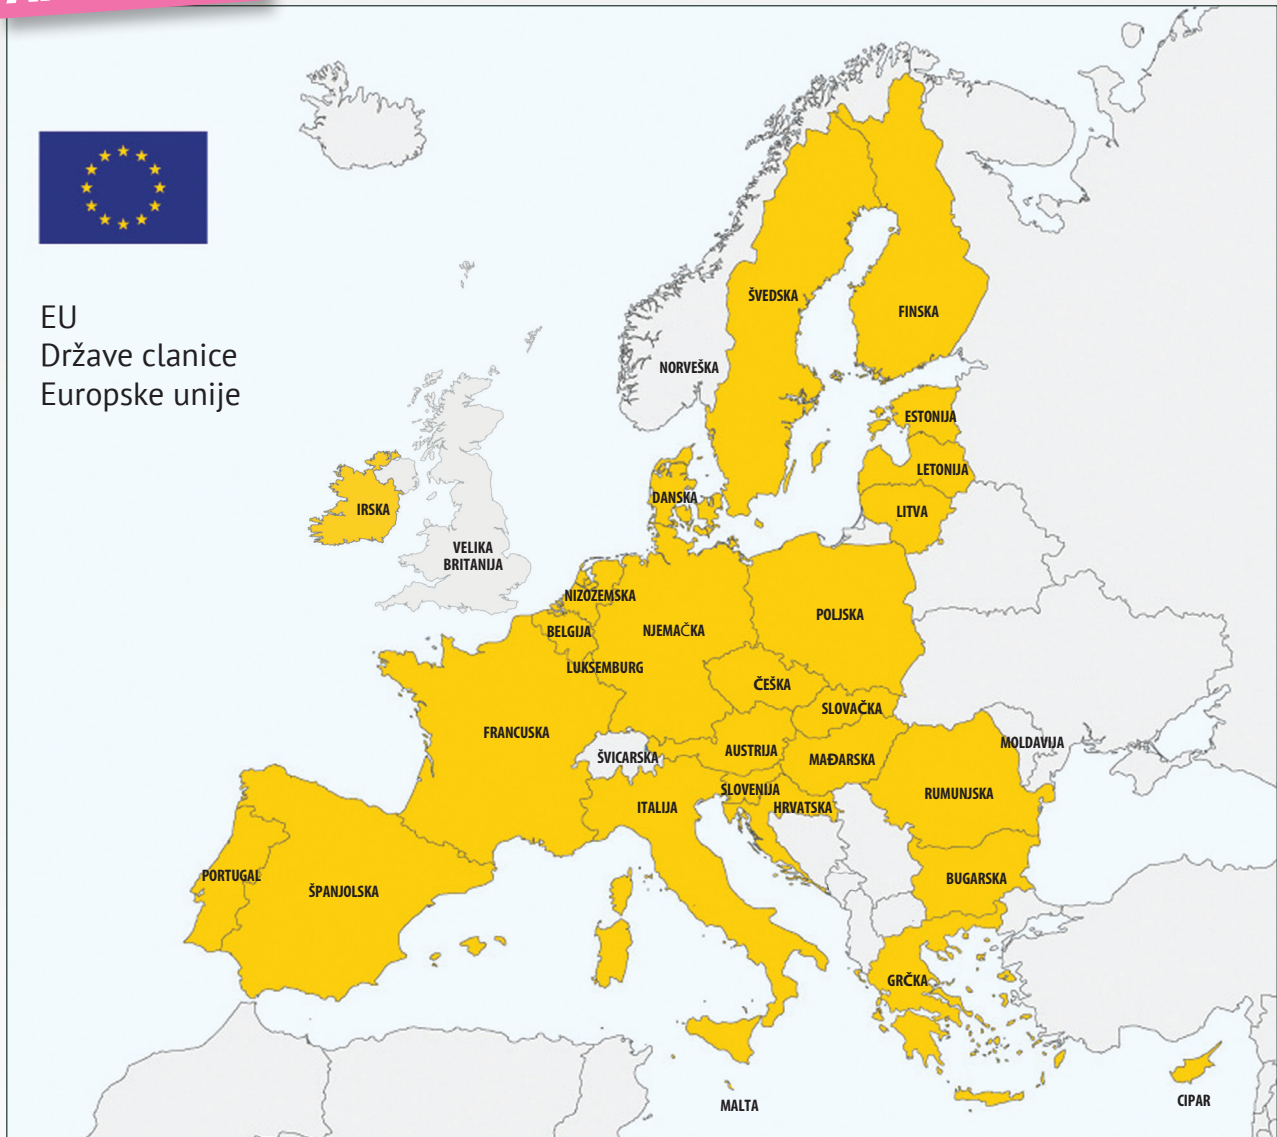 EU
Države clanice
Europske unije
ŠVEDSKA
FINSKA
NORVEŠKA
ESTONIJA
LETONIJA
DANSKA
LITVA
IRSKA
VELIKA
BRITANIJA
NIZOZEMSKA
POLJSKA
BELGIJA
NJEMAČKA
LUKSEMBURG
ČEŠKA
SLOVAČKA
FRANCUSKA
MOLDAVIJA
AUSTRIJA
ŠVICARSKA
MAĐARSKA
SLOVENIJA
RUMUNJSKA
ITALIJA
HRVATSKA
PORTUGAL
BUGARSKA
ŠPANJOLSKA
GRČKA
CIPAR
MALTA